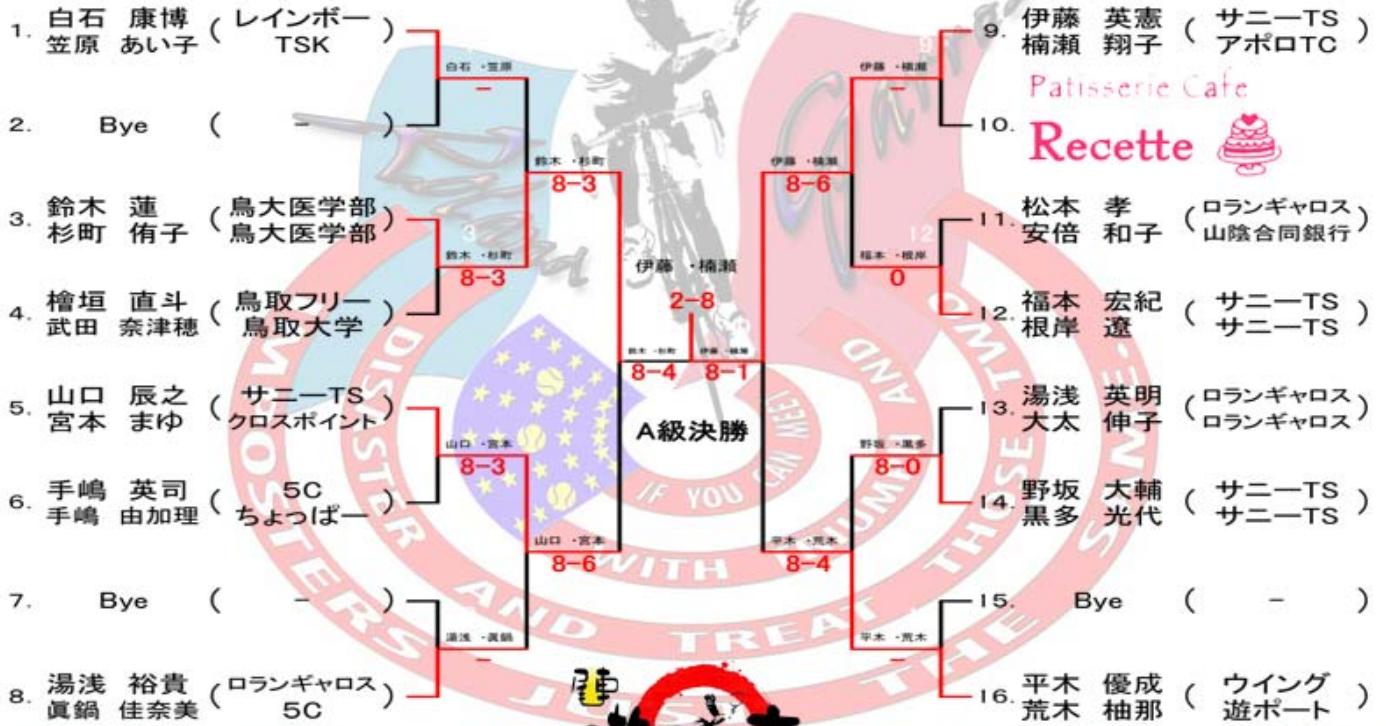 1. 白石 康博 ( レインボー )
笠原 あい子 TSK
2. Bye ( - )
3. 鈴木 蓮 ( 鳥大医学部 )
杉町 侑子 鳥大医学部
4. 檜垣 直斗 ( 鳥取フリー )
武田 奈津穂 鳥取大学
5. 山口 辰之 ( サニーTS )
宮本 まゆ クロスポイント
6. 手嶋 英司 ( 5C )
手嶋 由加理 ちょっぱー
7. Bye ( - )
8. 湯浅 裕貴 ( ロランギャロス )
眞鍋 佳奈美 5C
白石・笠原
-
鈴木・杉町
8-3
山口・宮本
8-3
湯浅・眞鍋
-
鈴木・杉町
8-3
山口・宮本
8-6
伊藤・楠瀬
2-8
鈴木・杉町
8-4
伊藤・楠瀬
8-1
A級決勝
伊藤・楠瀬
8-6
平木・荒木
8-4
伊藤・楠瀬
-
福本・根岸
0
野坂・黒多
8-0
平木・荒木
-
9. 伊藤 英憲 ( サニーTS )
楠瀬 翔子 アポロTC
Patisserie Cafe
10.
Recette
11. 松本 孝 ( ロランギャロス )
安倍 和子 山陰合同銀行
12. 福本 宏紀 ( サニーTS )
根岸 遼 サニーTS
13. 湯浅 英明 ( ロランギャロス )
大太 伸子 ロランギャロス
14. 野坂 大輔 ( サニーTS )
黒多 光代 サニーTS
15. Bye ( - )
16. 平木 優成 ( ウイング )
荒木 柚那 遊ポート
IF YOU CAN MEET
WITH TRIUMPH AND
DISASTER AND TREAT THOSE TWO
IMPOSTERS JUST THE SAME